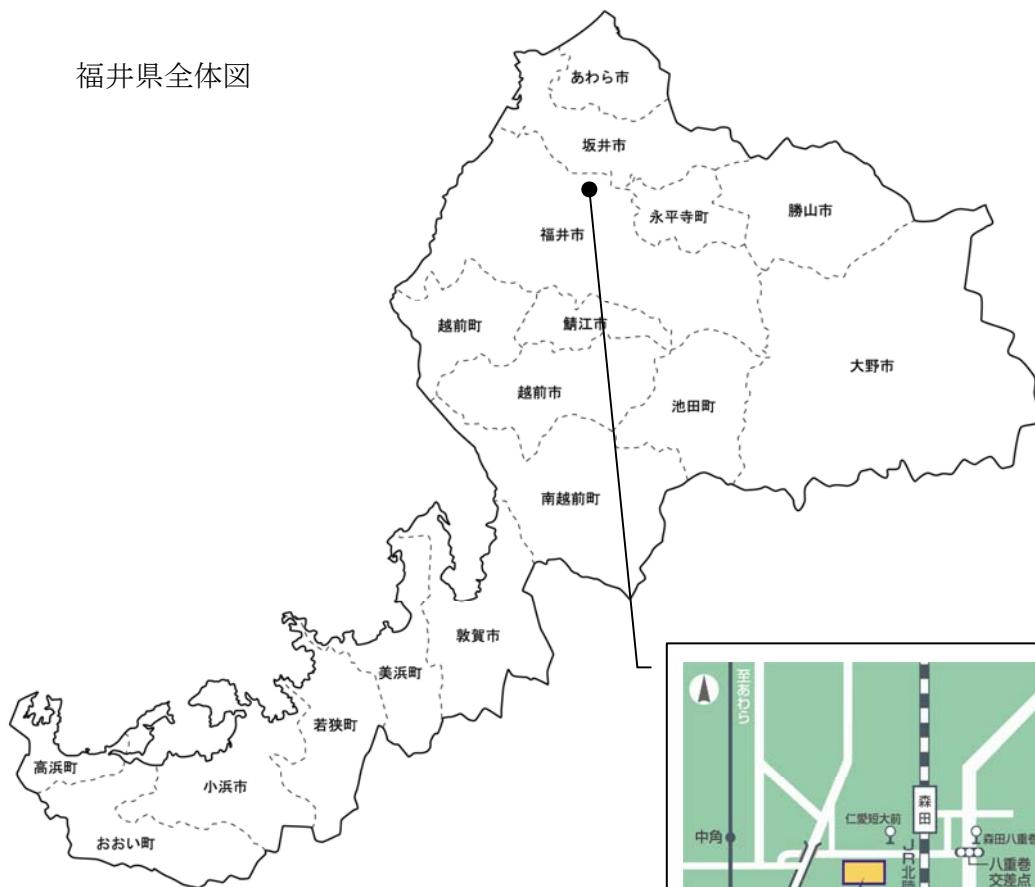 福井県全体図
あわら市
坂井市
勝山市
永平寺町
福井市
越前町
鯖江市
大野市
越前市
池田町
南越前町
敦賀市
美浜町
若狭町
高浜町
小浜市
おおい町
至あわら
森田
仁愛短大前
中角
森田八重巻
JR北陸
八重巻
交差点